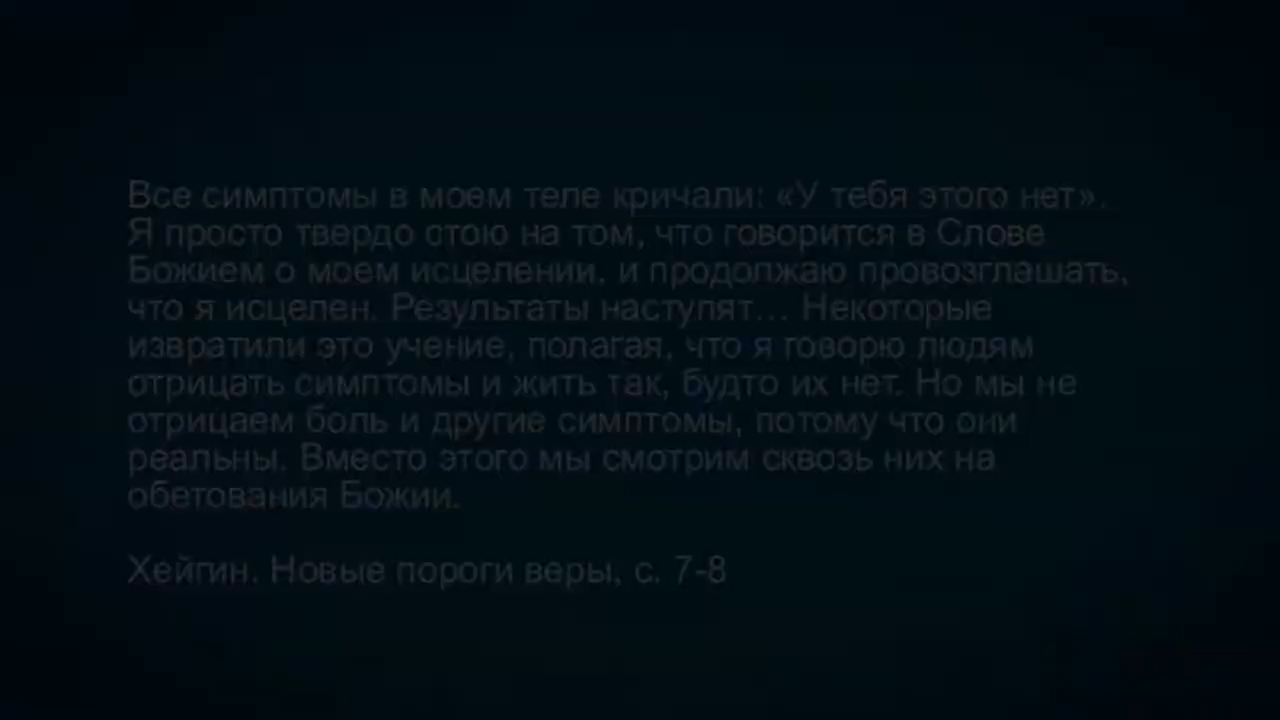 Все симптомы в моем теле кричали: «У тебя этого нет».
Я просто твердо стою на том, что говорится в Слове
Божием о моем исцелении, и продолжаю провозглашать,
что я исцелен. Результаты наступят... Некоторые
извратили это учение, полагая, что я говорю людям
отрицать симптомы и жить так, будто их нет. Но мы не
отрицаем боль и другие симптомы, потому что они
реальны. Вместо этого мы смотрим сквозь них на
обетования Божии.
Хейгин. Новые пороги веры, с. 7-8